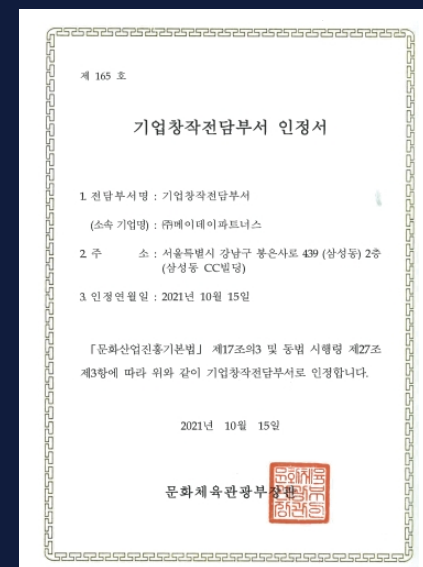 제 165 호
기업창작전담부서 인정서
1. 전담부서명 : 기업창작전담부서
(소속 기업명) : ㈜메이데이파트너스
2. 주 소 : 서울특별시 강남구 봉은사로 439 (삼성동) 2층
(삼성동 CC빌딩)
3. 인정연월일 : 2021년 10월 15일
「문화산업진흥기본법」 제17조의3 및 동법 시행령 제27조
제3항에 따라 위와 같이 기업창작전담부서로 인정합니다.
2021년 10월 15일
문화체육관광부장관